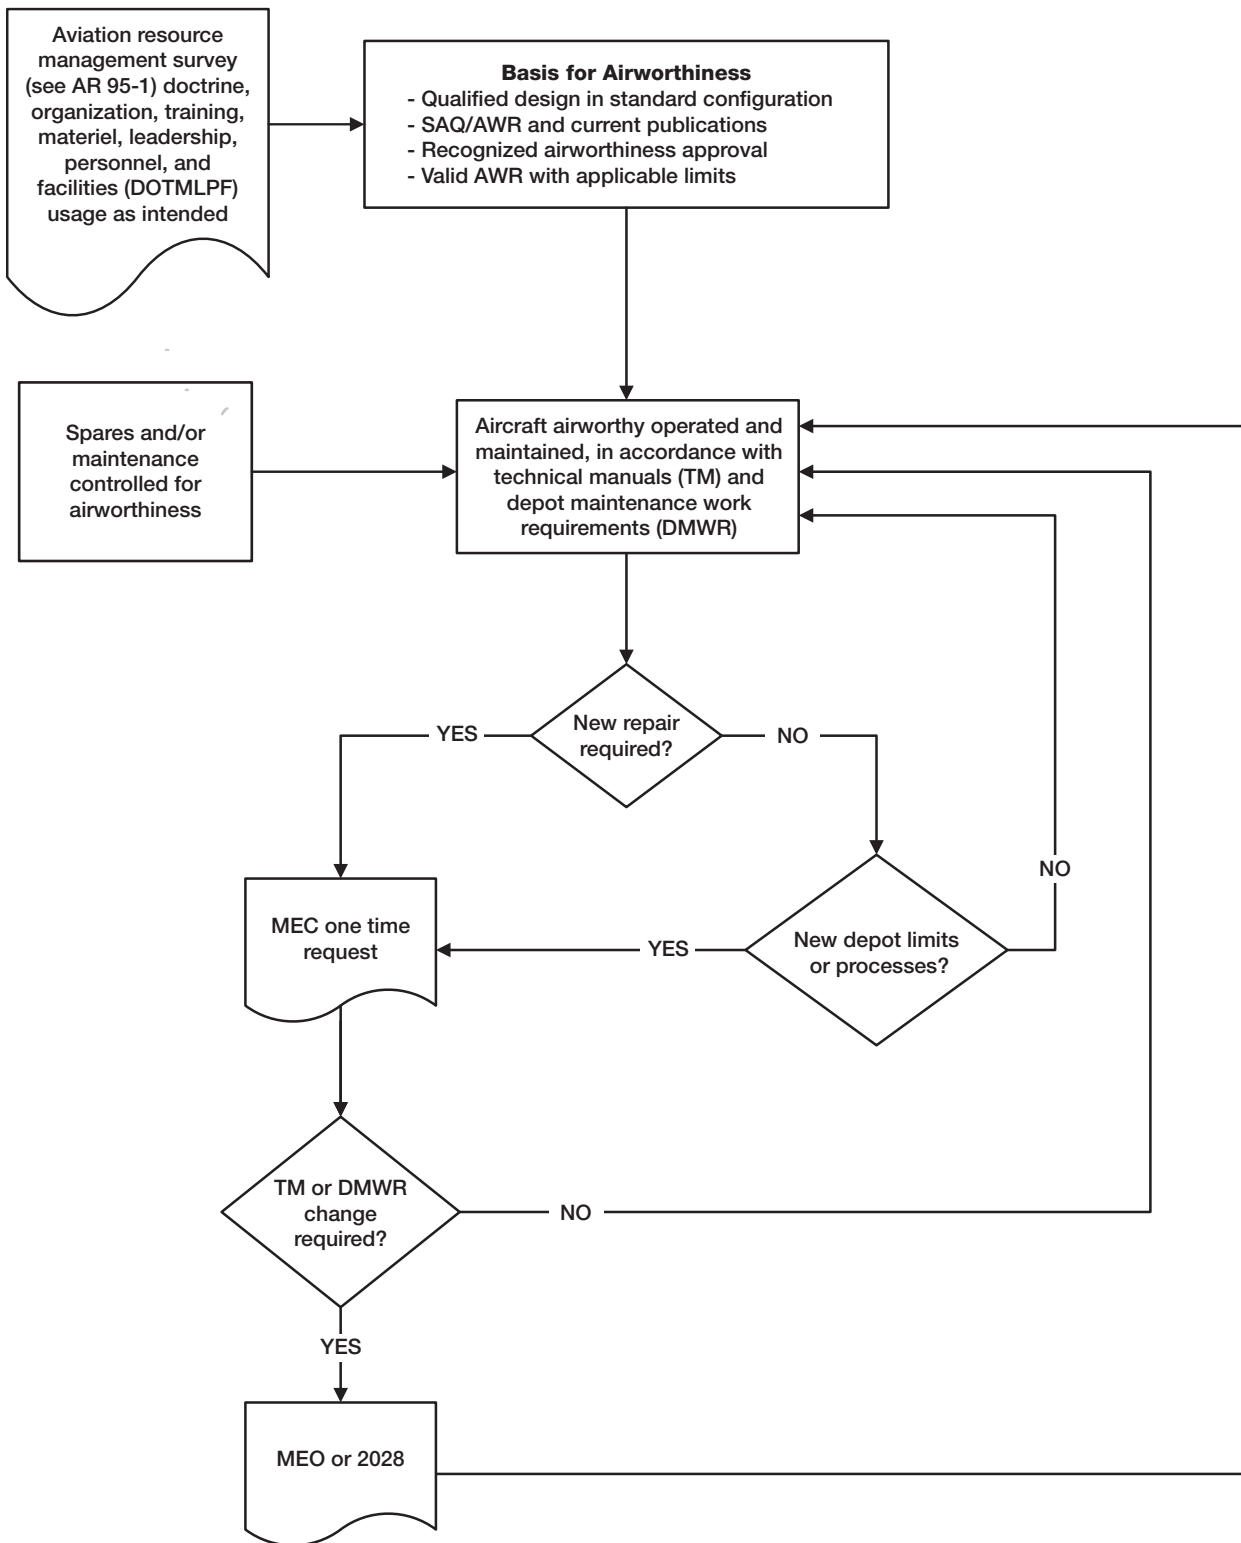 Aviation resource
management survey
(see AR 95-1) doctrine,
organization, training,
materiel, leadership,
personnel, and
facilities (DOTMLPF)
usage as intended
Basis for Airworthiness
- Qualified design in standard configuration
- SAQ/AWR and current publications
- Recognized airworthiness approval
- Valid AWR with applicable limits
Spares and/or
maintenance
controlled for
airworthiness
Aircraft airworthy operated and
maintained, in accordance with
technical manuals (TM) and
depot maintenance work
requirements (DMWR)
YES
New repair
required?
NO
NO
MEC one time
request
YES
New depot limits
or processes?
TM or DMWR
change
required?
NO
YES
MEO or 2028